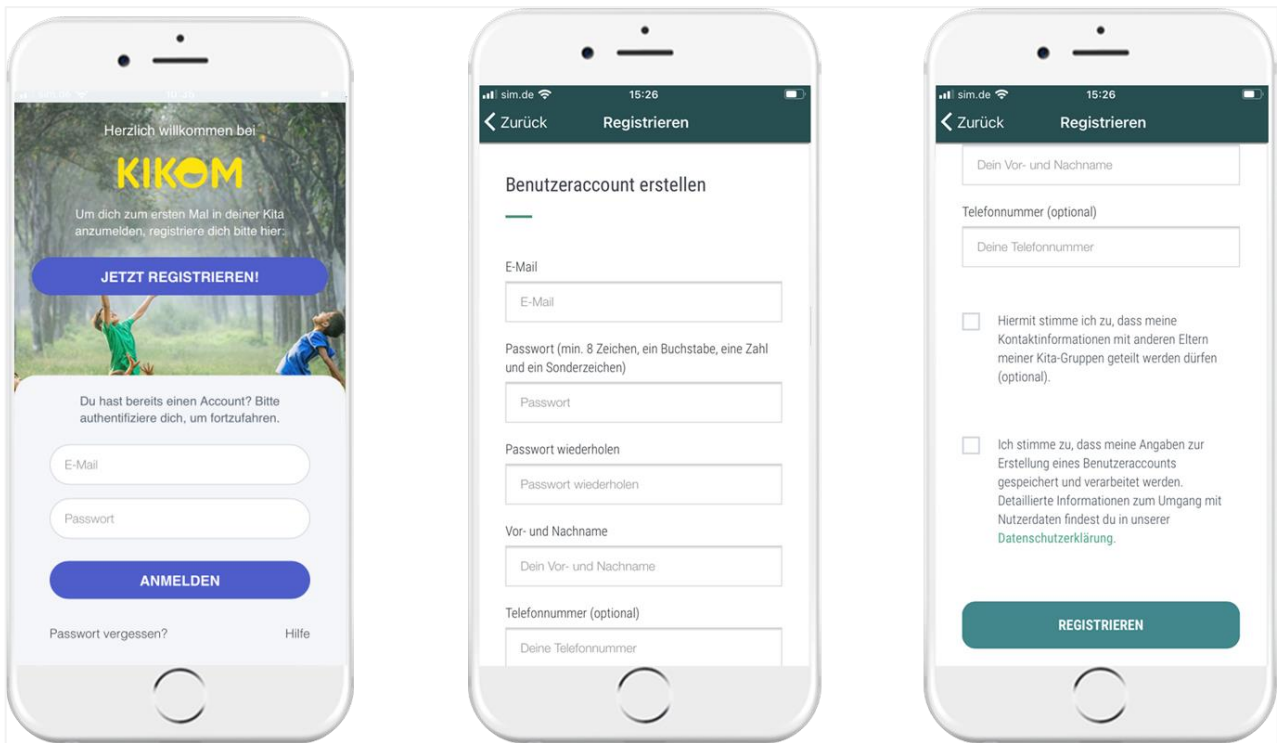 Herzlich willkommen bei
KIKOM
Um dich zum ersten Mal in deiner Kita
anzumelden, registriere dich bitte hier:
JETZT REGISTRIEREN!
Du hast bereits einen Account? Bitte
authentifiziere dich, um fortzufahren.
E-Mail
Passwort
ANMELDEN
Passwort vergessen? Hilfe
sim.de 15:26
Zurück Registrieren
Benutzeraccount erstellen
E-Mail
E-Mail
Passwort (min. 8 Zeichen, ein Buchstabe, eine Zahl
und ein Sonderzeichen)
Passwort
Passwort wiederholen
Passwort wiederholen
Vor- und Nachname
Dein Vor- und Nachname
Telefonnummer (optional)
Deine Telefonnummer
sim.de 15:26
Zurück Registrieren
Dein Vor- und Nachname
Telefonnummer (optional)
Deine Telefonnummer
Hiermit stimme ich zu, dass meine
Kontaktinformationen mit anderen Eltern
meiner Kita-Gruppen geteilt werden dürfen
(optional).
Ich stimme zu, dass meine Angaben zur
Erstellung eines Benutzeraccounts
gespeichert und verarbeitet werden.
Detaillierte Informationen zum Umgang mit
Nutzerdaten findest du in unserer
Datenschutzerklärung.
REGISTRIEREN